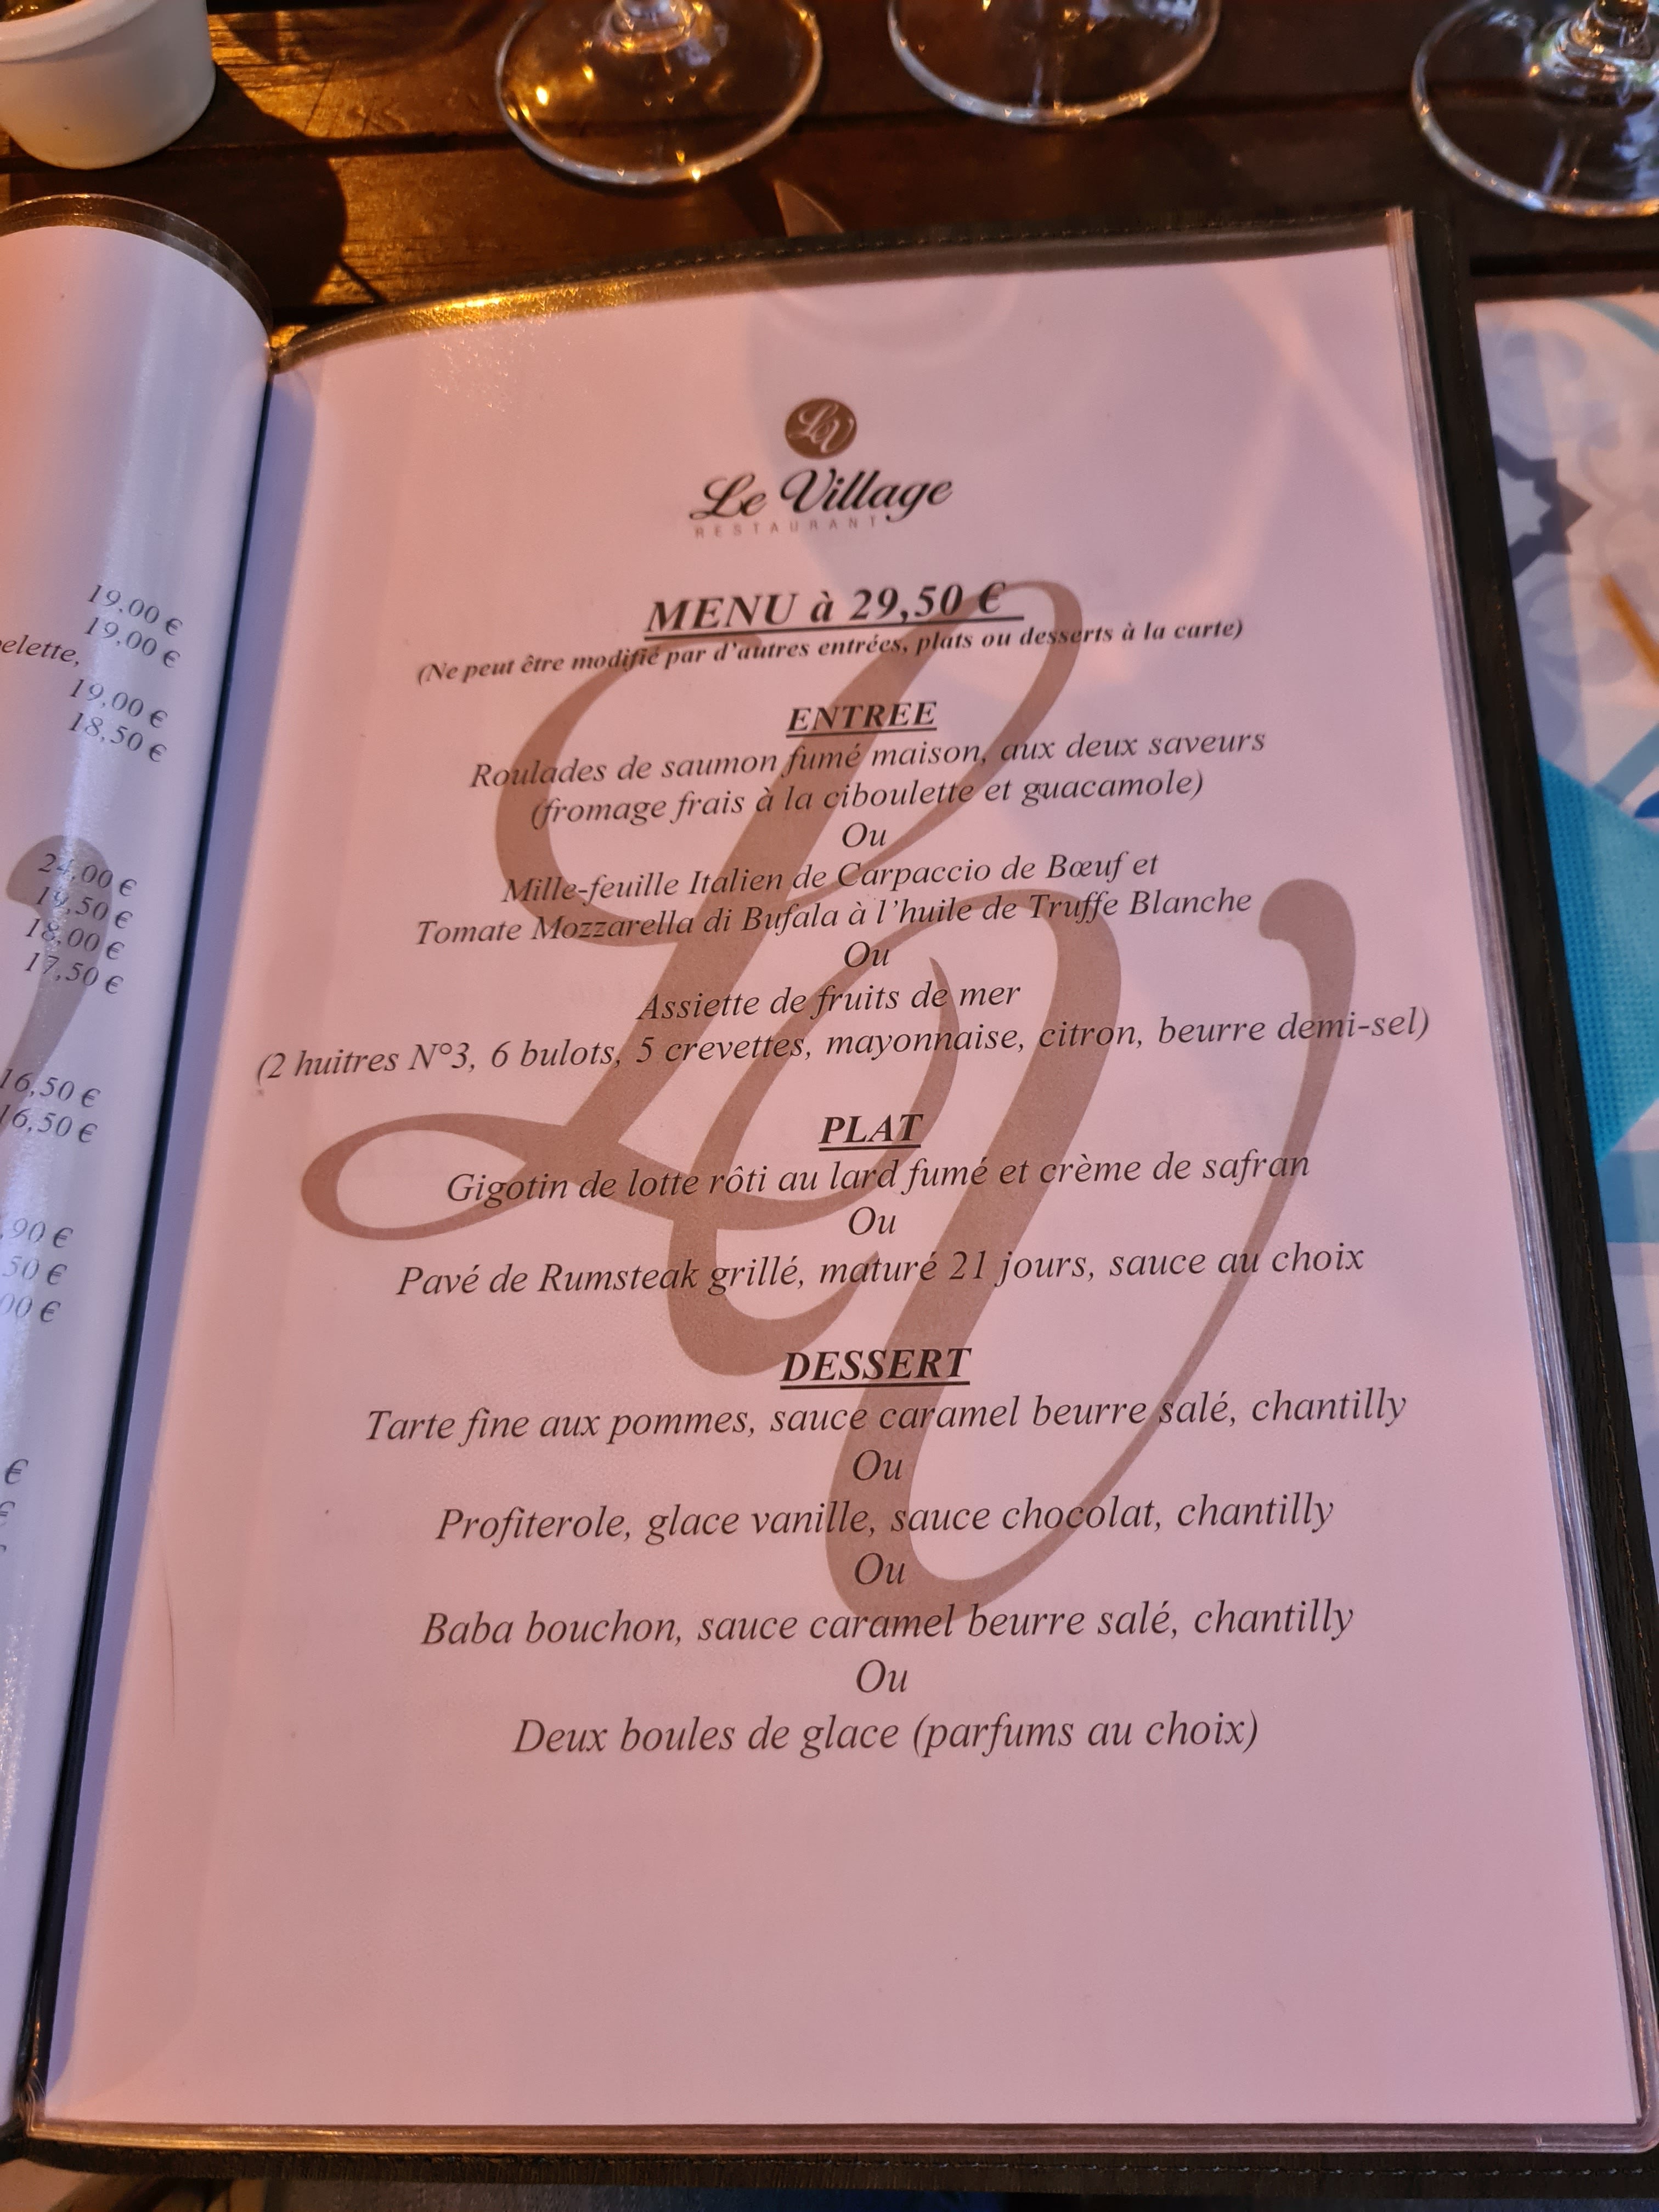 19,00 €
19,00 €
elette,
19,00 €
18,50 €
24,00 €
19,50 €
18,00 €
17,50 €
16,50 €
16,50 €
,90 €
50 €
00 €
€
€
LV
Le Village
RESTAURANT
MENU à 29,50 €
(Ne peut être modifié par d'autres entrées, plats ou desserts à la carte)
ENTREE
Roulades de saumon fumé maison, aux deux saveurs
(fromage frais à la ciboulette et guacamole)
Ou
Mille-feuille Italien de Carpaccio de Bœuf et
Tomate Mozzarella di Bufala à l'huile de Truffe Blanche
Ou
Assiette de fruits de mer
(2 huitres N°3, 6 bulots, 5 crevettes, mayonnaise, citron, beurre demi-sel)
PLAT
Gigotin de lotte rôti au lard fumé et crème de safran
Ou
Pavé de Rumsteak grillé, maturé 21 jours, sauce au choix
DESSERT
Tarte fine aux pommes, sauce caramel beurre salé, chantilly
Ou
Profiterole, glace vanille, sauce chocolat, chantilly
Ou
Baba bouchon, sauce caramel beurre salé, chantilly
Ou
Deux boules de glace (parfums au choix)